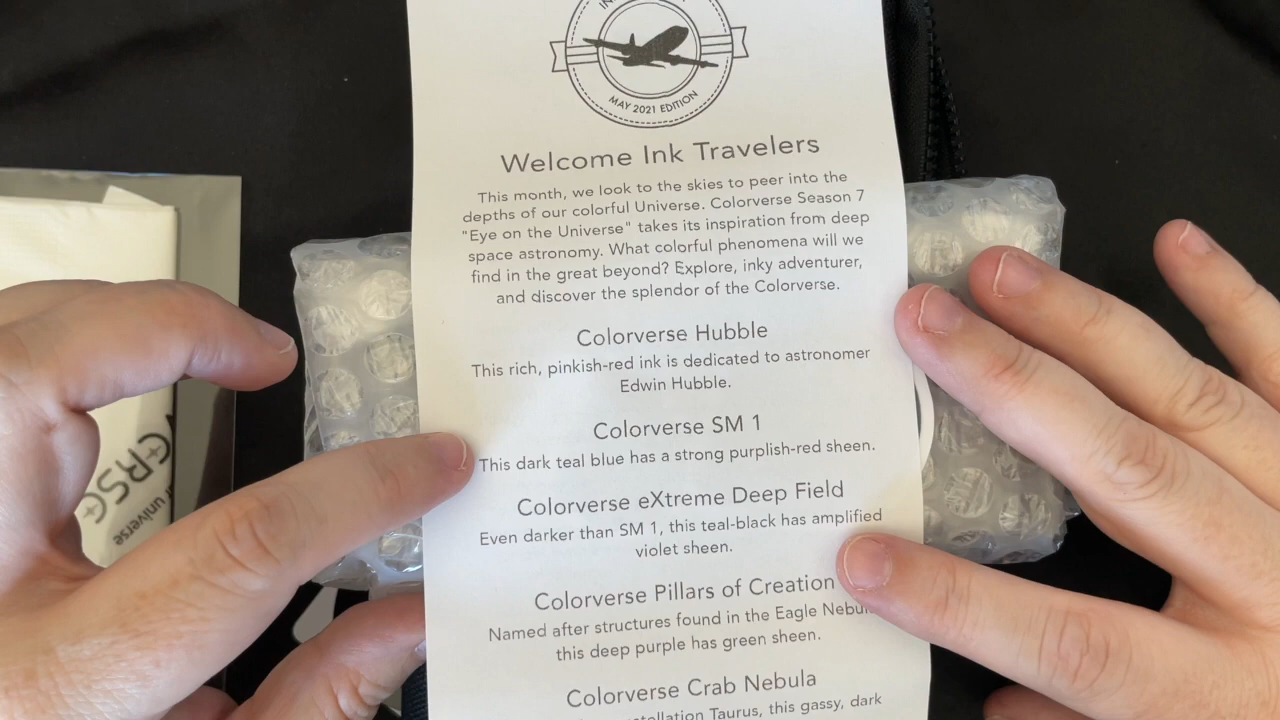 MAY 2021 EDITION
Welcome Ink Travelers
This month, we look to the skies to peer into the
depths of our colorful Universe. Colorverse Season 7
"Eye on the Universe" takes its inspiration from deep
space astronomy. What colorful phenomena will we
find in the great beyond? Explore, inky adventurer,
and discover the splendor of the Colorverse.
Colorverse Hubble
This rich, pinkish-red ink is dedicated to astronomer
Edwin Hubble.
Colorverse SM 1
This dark teal blue has a strong purplish-red sheen.
Colorverse eXtreme Deep Field
Even darker than SM 1, this teal-black has amplified
violet sheen.
Colorverse Pillars of Creation
Named after structures found in the Eagle
this deep purple has green sheen.
Colorverse Crab Nebula
Taurus, this gassy, dark
universe